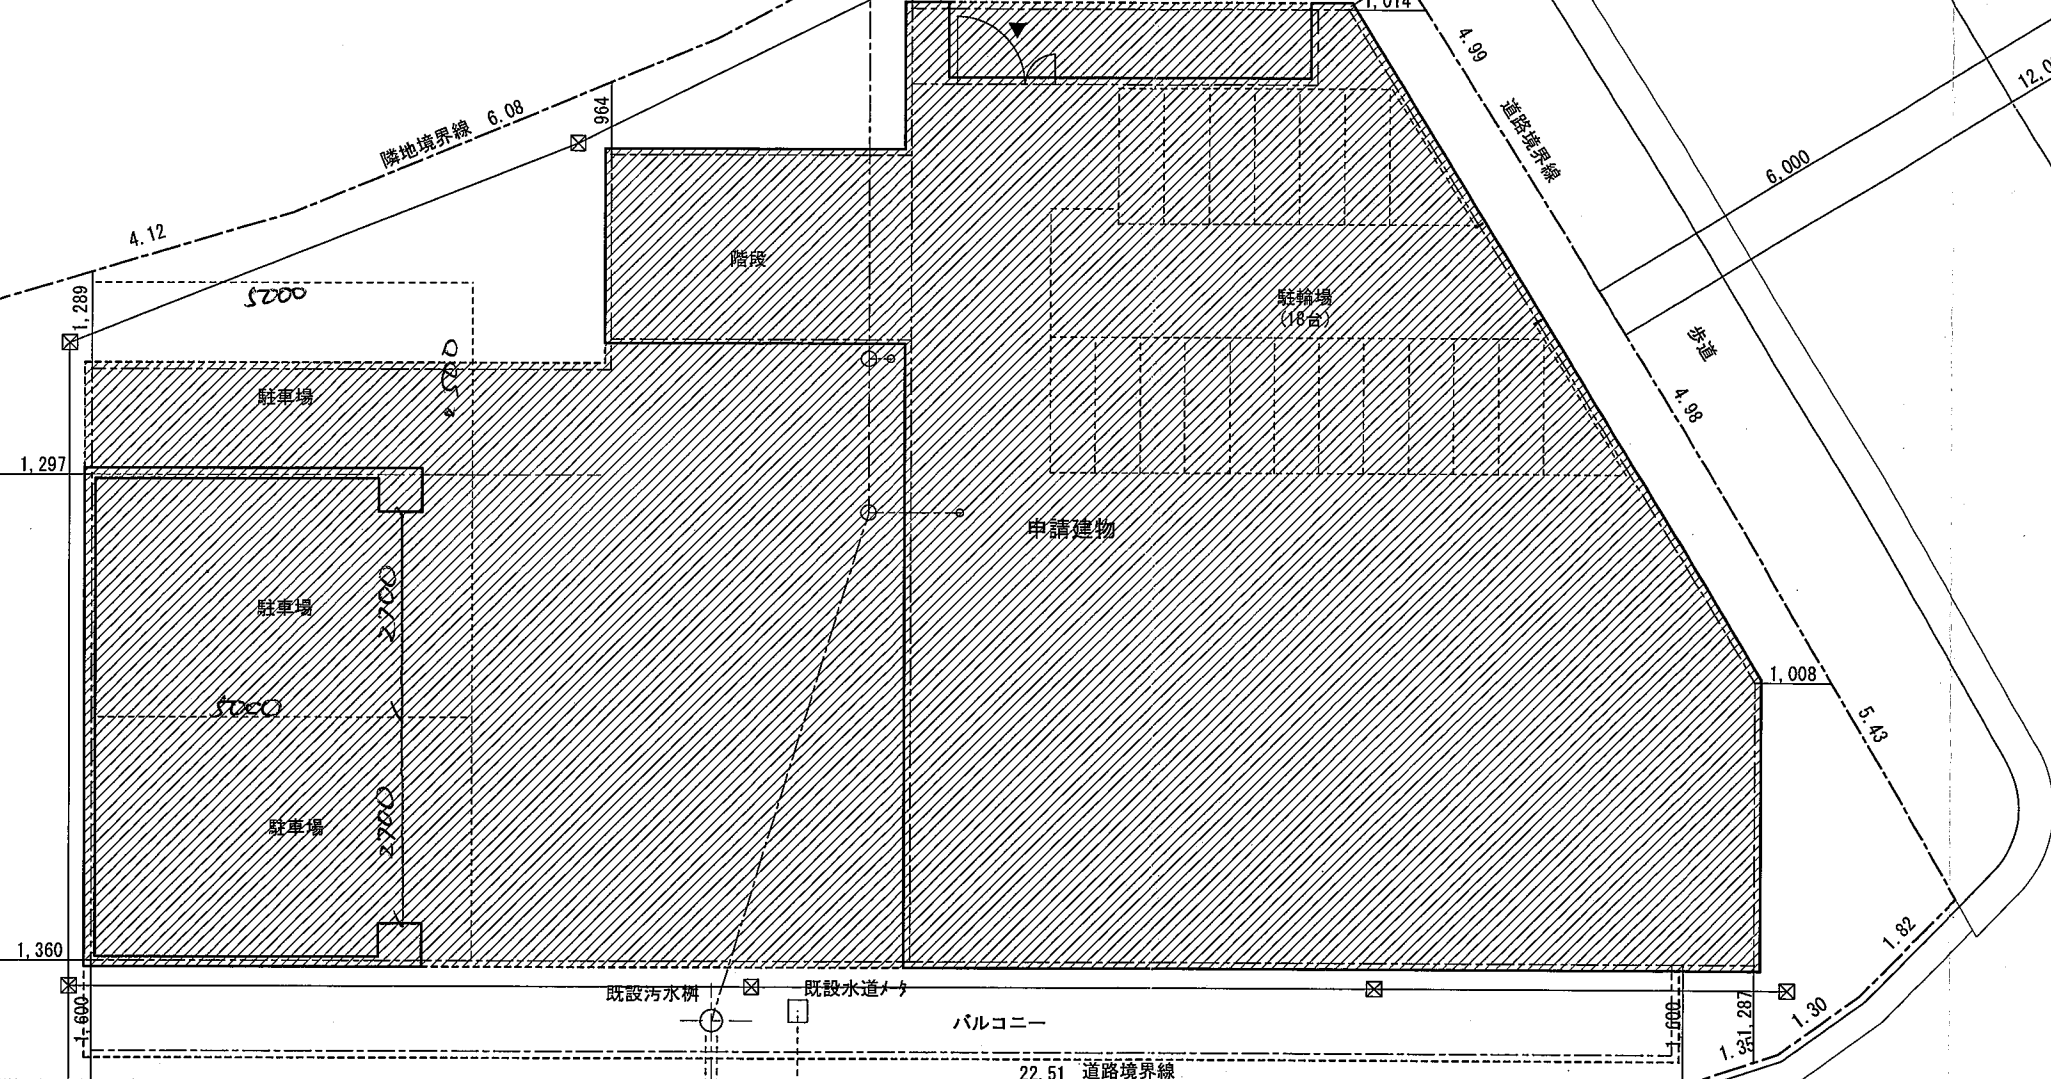 1,014
4.99
道路境界線
12,0
6.08
隣地境界線
964
6,000
4.12
階段
1,289
5200
駐輪場
(18台)
歩道
駐車場
4.98
1,297
申請建物
駐車場
2700
1,008
5000
5.43
駐車場
2700
1,360
1.82
既設汚水桝
既設水道ﾒｰﾀ
1,600
1,600
1,287
1.30
バルコニー
1.35
22.51
道路境界線